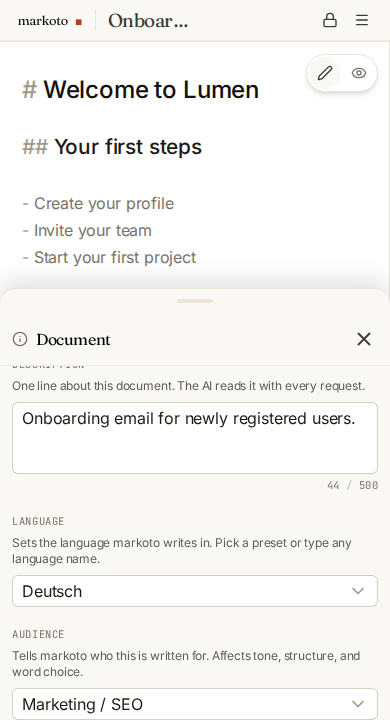 markoto
Onboar...
# Welcome to Lumen
## Your first steps
- Create your profile
- Invite your team
- Start your first project
Document
DESCRIPTION
One line about this document. The AI reads it with every request.
Onboarding email for newly registered users.
44 / 500
LANGUAGE
Sets the language markoto writes in. Pick a preset or type any
language name.
Deutsch
AUDIENCE
Tells markoto who this is written for. Affects tone, structure, and
word choice.
Marketing / SEO